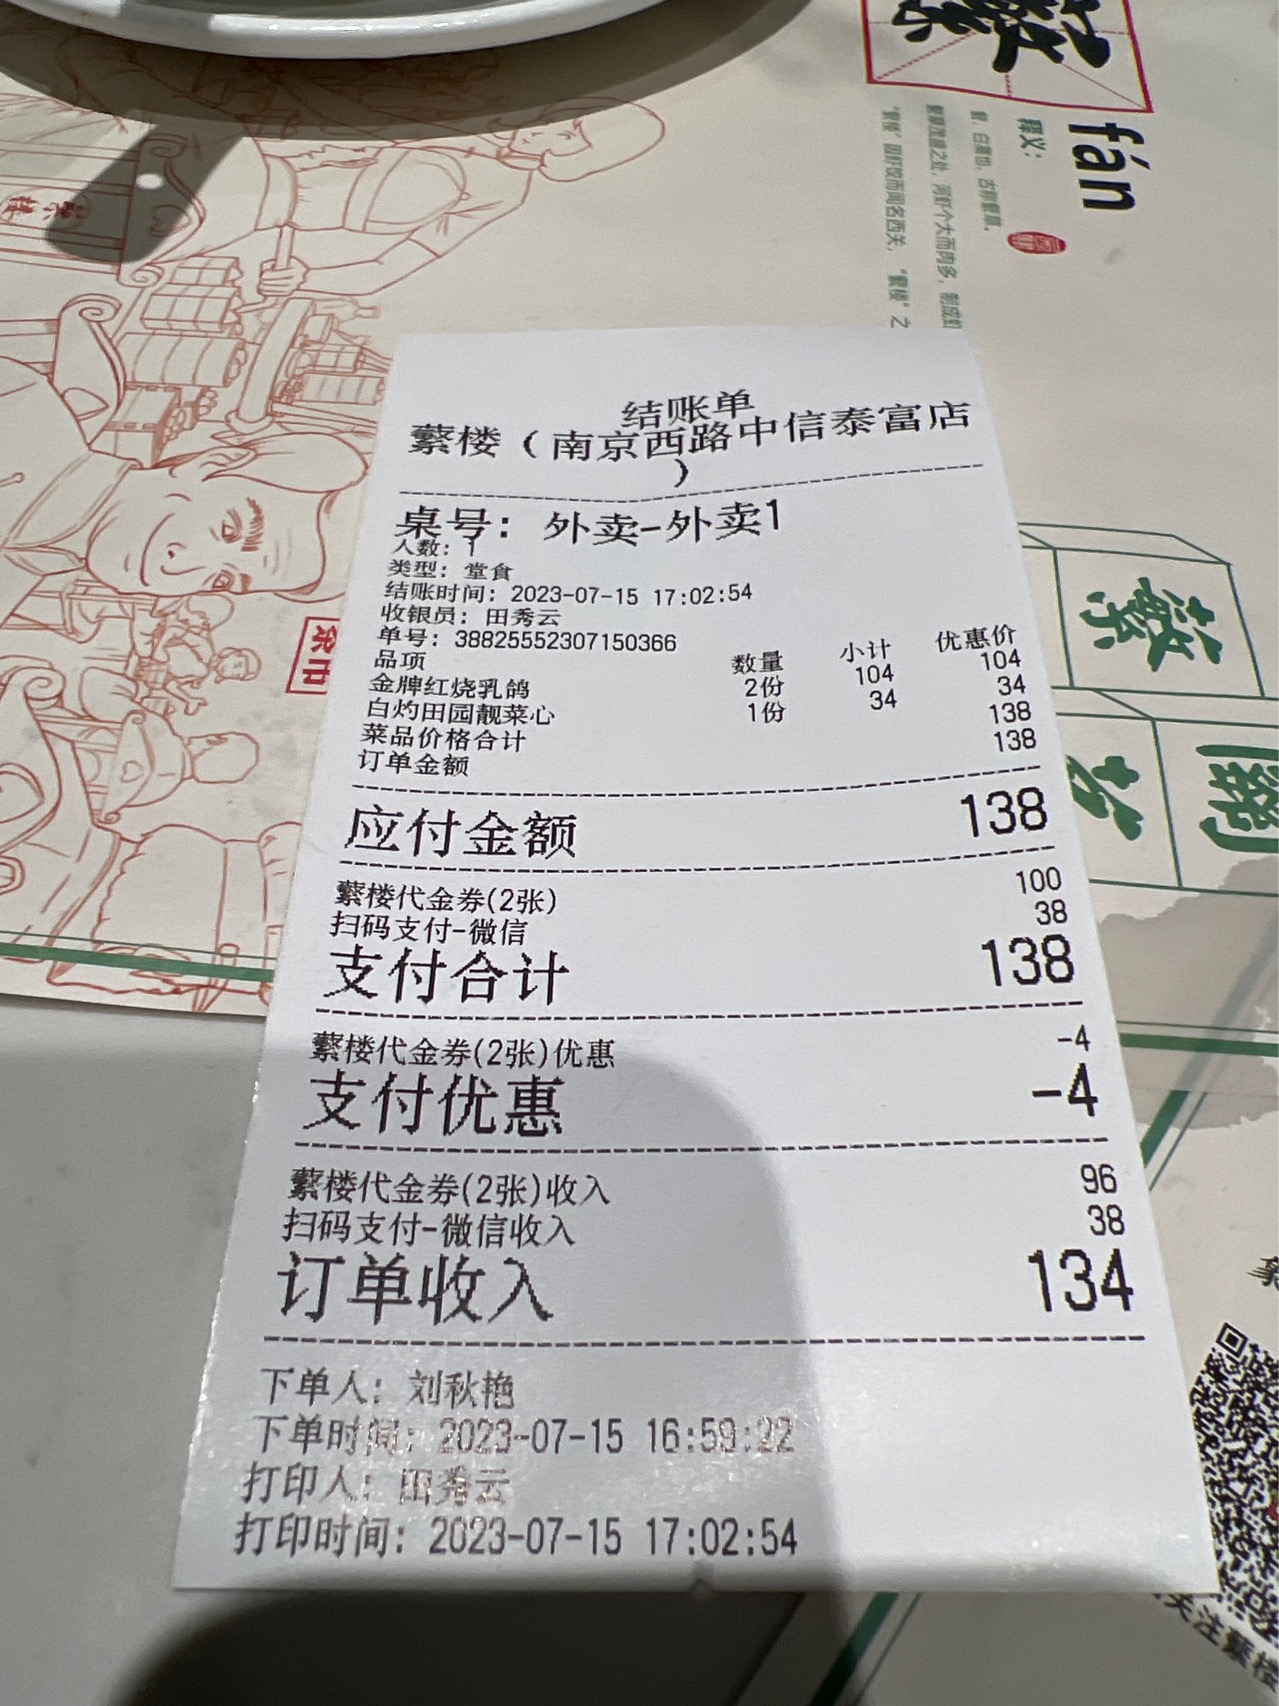 fán
释义：
结账单
蘩楼（南京西路中信泰富店
）
桌号：外卖-外卖1
人数：1
类型：堂食
结账时间：2023-07-15 17:02:54
收银员：田秀云
单号：38825552307150366
品项 数量 小计 优惠价
金牌红烧乳鸽 2份 104 104
白灼田园靓菜心 1份 34 34
菜品价格合计 138
订单金额 138
应付金额 138
蘩楼代金券(2张) 100
扫码支付-微信 38
支付合计 138
蘩楼代金券(2张)优惠 -4
支付优惠 -4
蘩楼代金券(2张)收入 96
扫码支付-微信收入 38
订单收入 134
下单人：刘秋艳
下单时间：2023-07-15 16:59:22
打印人：田秀云
打印时间：2023-07-15 17:02:54
关注蘩楼